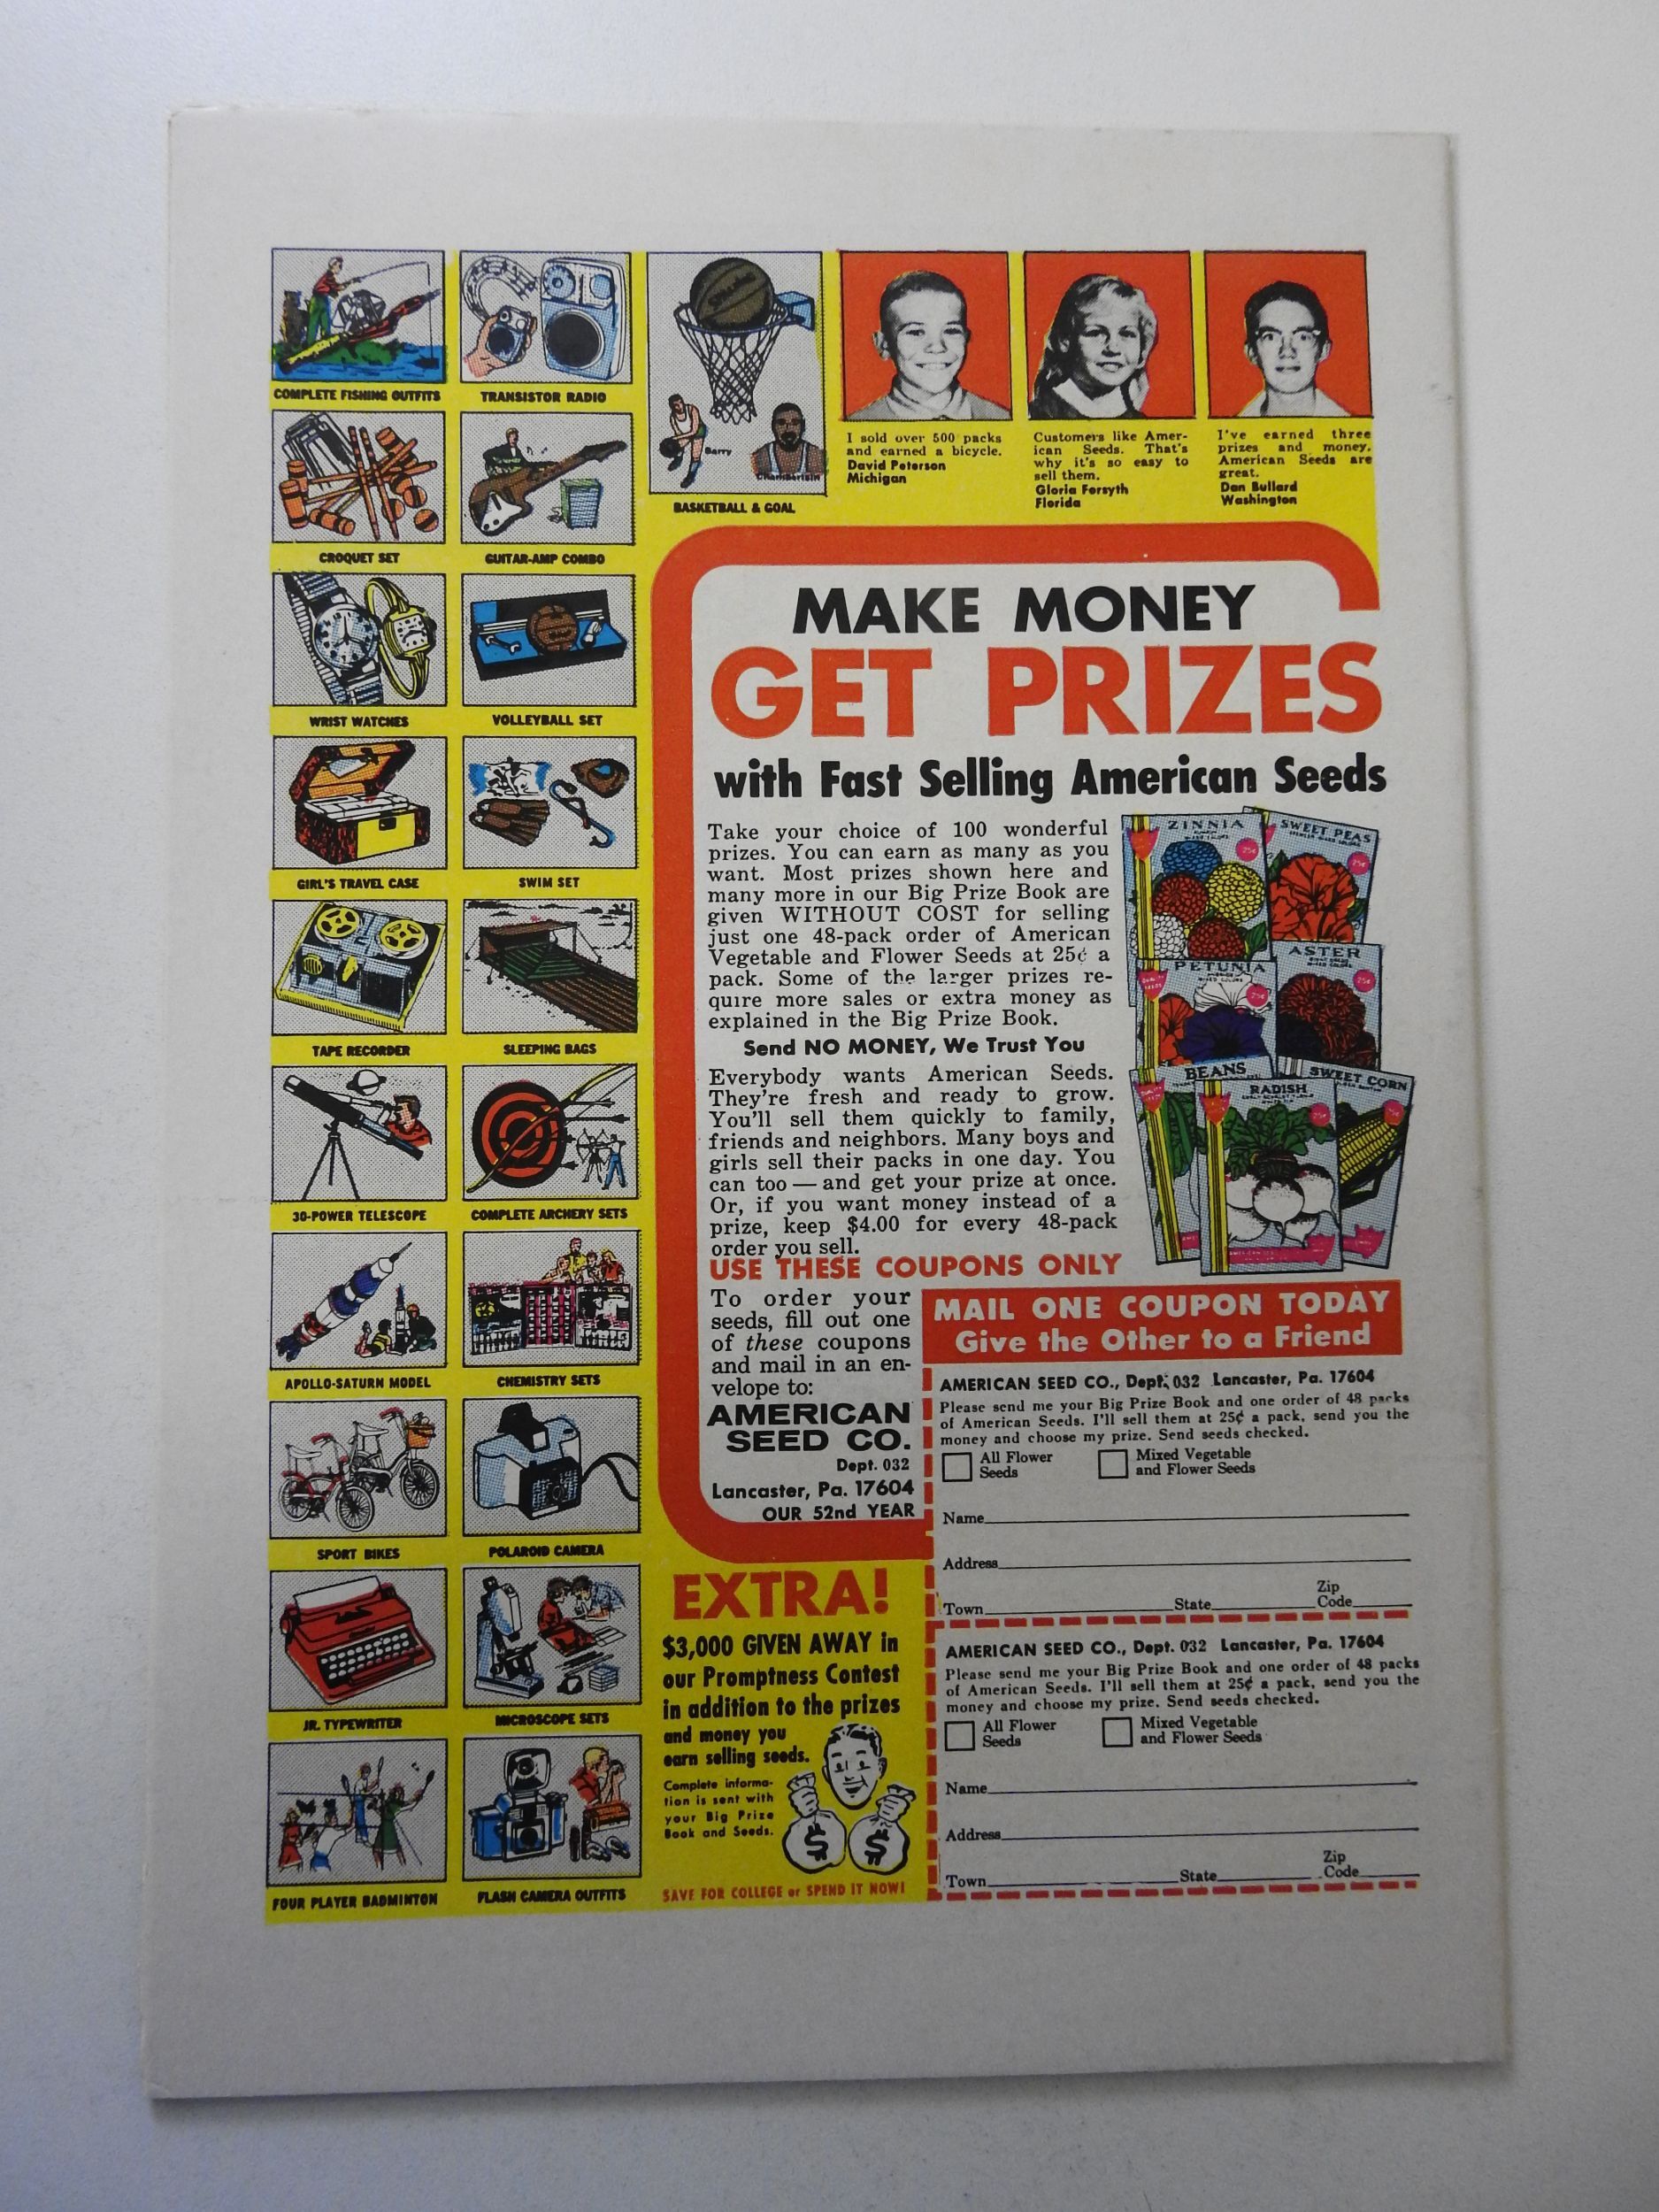 COMPLETE FISHING OUTFITS
TRANSISTOR RADIO
Barry
Chamberlain
BASKETBALL & GOAL
CROQUET SET
GUITAR-AMP COMBO
WRIST WATCHES
VOLLEYBALL SET
GIRL'S TRAVEL CASE
SWIM SET
TAPE RECORDER
SLEEPING BAGS
30-POWER TELESCOPE
COMPLETE ARCHERY SETS
APOLLO-SATURN MODEL
CHEMISTRY SETS
SPORT BIKES
POLAROID CAMERA
JR. TYPEWRITER
MICROSCOPE SETS
FOUR PLAYER BADMINTON
FLASH CAMERA OUTFITS
I sold over 500 packs
and earned a bicycle.
David Peterson
Michigan
Customers like Amer-
ican Seeds. That's
why it's so easy to
sell them.
Gloria Forsyth
Florida
I've earned three
prizes and money.
American Seeds are
great.
Dan Bullard
Washington
MAKE MONEY
GET PRIZES
with Fast Selling American Seeds
Take your choice of 100 wonderful
prizes. You can earn as many as you
want. Most prizes shown here and
many more in our Big Prize Book are
given WITHOUT COST for selling
just one 48-pack order of American
Vegetable and Flower Seeds at 25¢ a
pack. Some of the larger prizes re-
quire more sales or extra money as
explained in the Big Prize Book.
Send NO MONEY, We Trust You
Everybody wants American Seeds.
They're fresh and ready to grow.
You'll sell them quickly to family,
friends and neighbors. Many boys and
girls sell their packs in one day. You
can too — and get your prize at once.
Or, if you want money instead of a
prize, keep $4.00 for every 48-pack
order you sell.
ZINNIA
25¢
SWEET PEAS
25¢
PETUNIA
25¢
ASTER
25¢
BEANS
RADISH
25¢
SWEET CORN
USE THESE COUPONS ONLY
To order your
seeds, fill out one
of these coupons
and mail in an en-
velope to:
AMERICAN
SEED CO.
Dept. 032
Lancaster, Pa. 17604
OUR 52nd YEAR
MAIL ONE COUPON TODAY
Give the Other to a Friend
AMERICAN SEED CO., Dept. 032 Lancaster, Pa. 17604
Please send me your Big Prize Book and one order of 48 packs
of American Seeds. I'll sell them at 25¢ a pack, send you the
money and choose my prize. Send seeds checked.
All Flower
Seeds
Mixed Vegetable
and Flower Seeds
Name
Address
Town State Zip Code
AMERICAN SEED CO., Dept. 032 Lancaster, Pa. 17604
Please send me your Big Prize Book and one order of 48 packs
of American Seeds. I'll sell them at 25¢ a pack, send you the
money and choose my prize. Send seeds checked.
All Flower
Seeds
Mixed Vegetable
and Flower Seeds
Name
Address
Town State Zip Code
EXTRA!
$3,000 GIVEN AWAY in
our Promptness Contest
in addition to the prizes
and money you
earn selling seeds.
Complete informa-
tion is sent with
your Big Prize
Book and Seeds.
$ $
SAVE FOR COLLEGE or SPEND IT NOW!